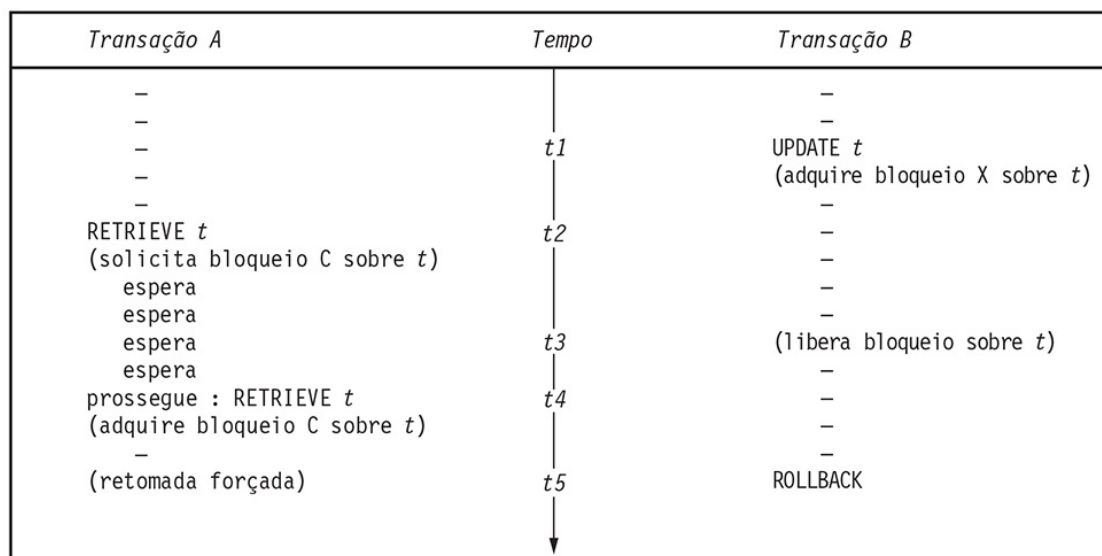 Transação A Tempo Transação B
– –
– –
– t1 UPDATE t
– (adquire bloqueio X sobre t)
– –
RETRIEVE t t2 –
(solicita bloqueio C sobre t) –
espera –
espera –
espera t3 (libera bloqueio sobre t)
espera –
prossegue : RETRIEVE t t4 –
(adquire bloqueio C sobre t) –
– –
(retomada forçada) t5 ROLLBACK